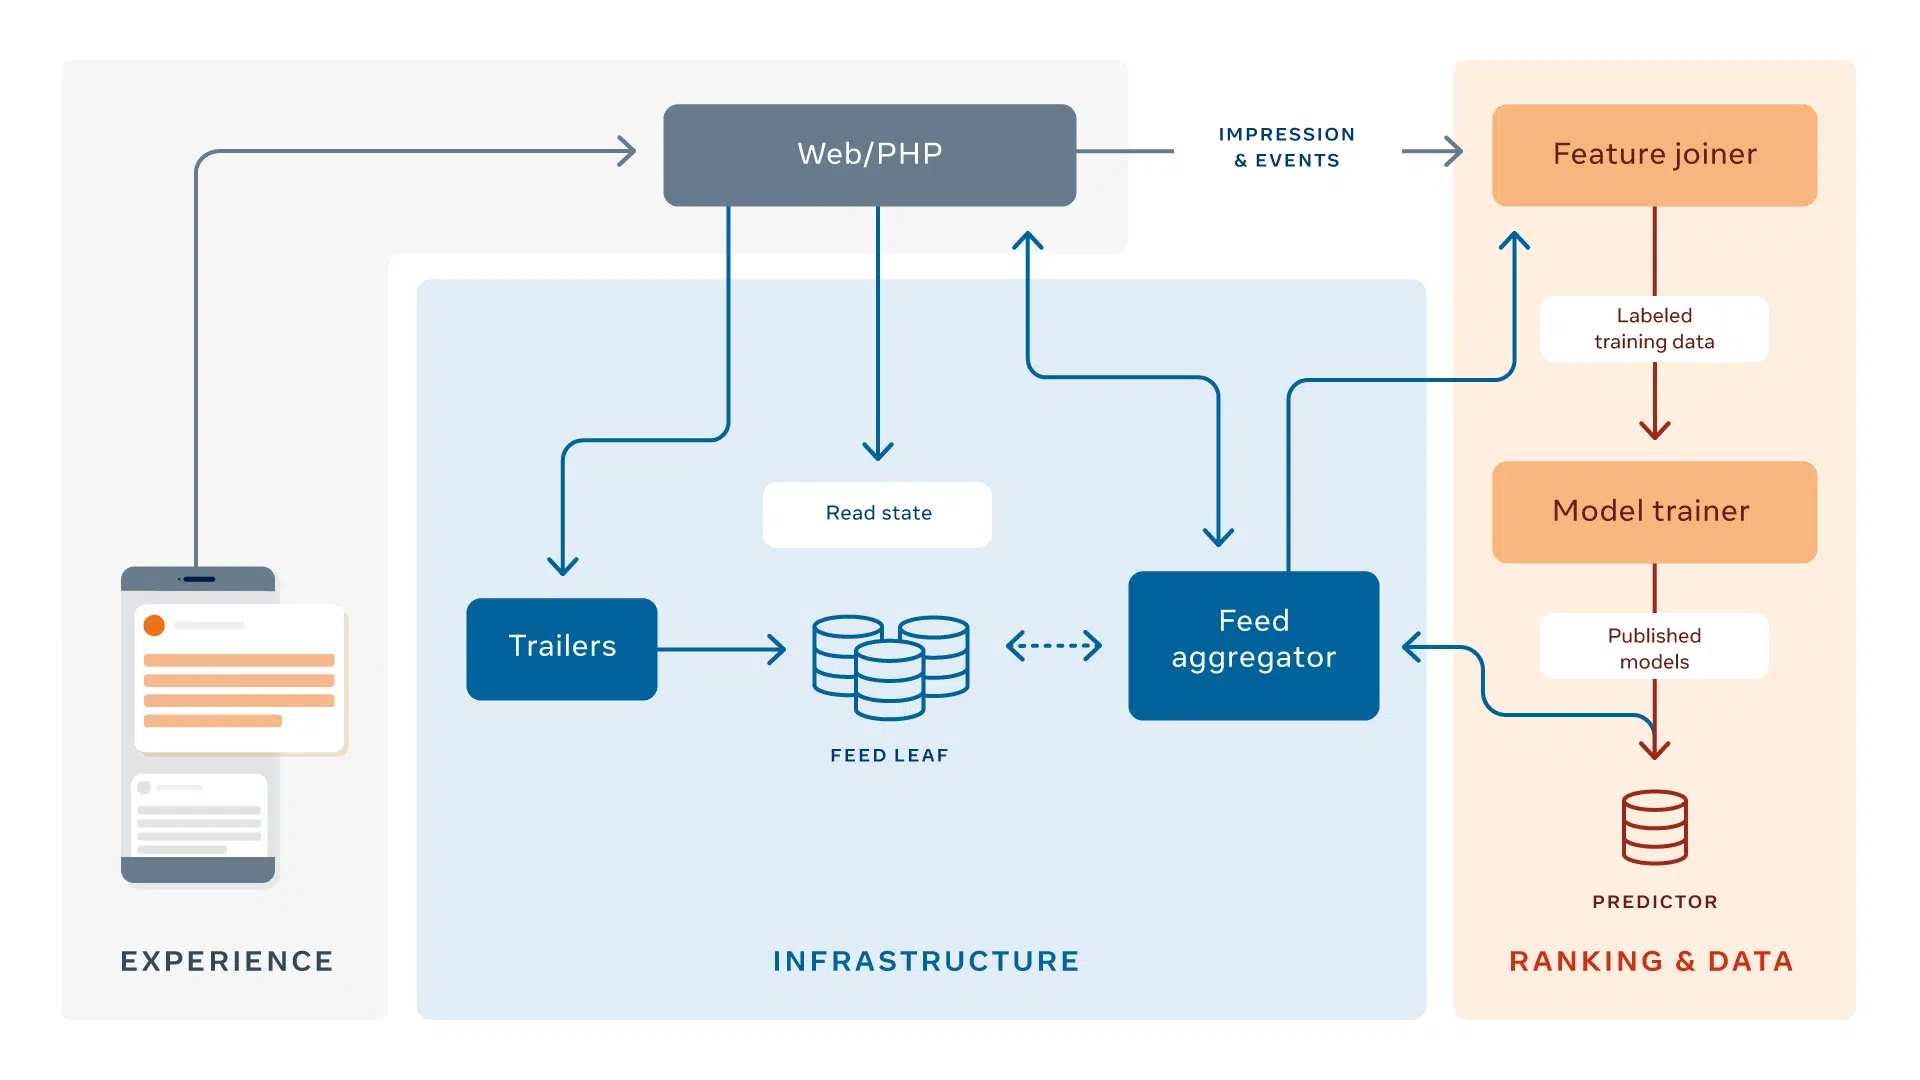 Web/PHP
IMPRESSION
& EVENTS
Feature joiner
Labeled
training data
Read state
Model trainer
Trailers
Feed
aggregator
Published
models
FEED LEAF
PREDICTOR
EXPERIENCE
INFRASTRUCTURE
RANKING & DATA